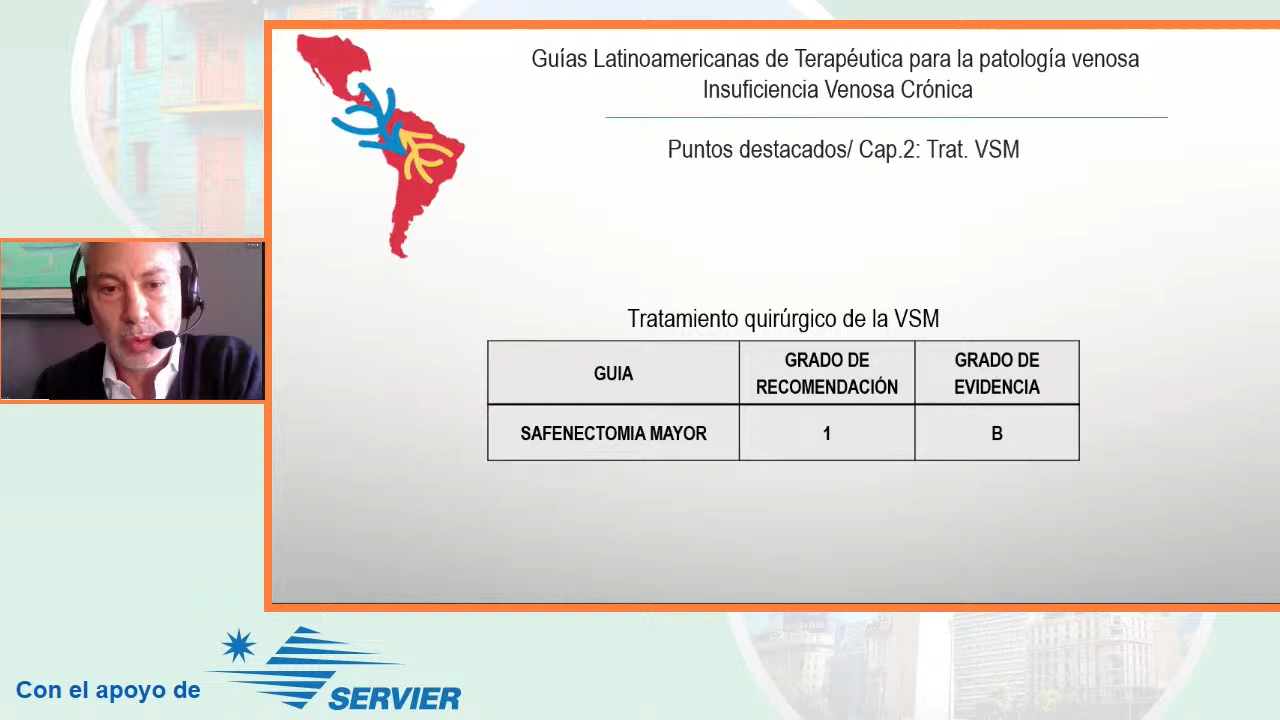 Guías Latinoamericanas de Terapéutica para la patología venosa
Insuficiencia Venosa Crónica
Puntos destacados/ Cap.2: Trat. VSM
Tratamiento quirúrgico de la VSM
GUIA
GRADO DE
RECOMENDACIÓN
GRADO DE
EVIDENCIA
SAFENECTOMIA MAYOR
1
B
Con el apoyo de
SERVIER